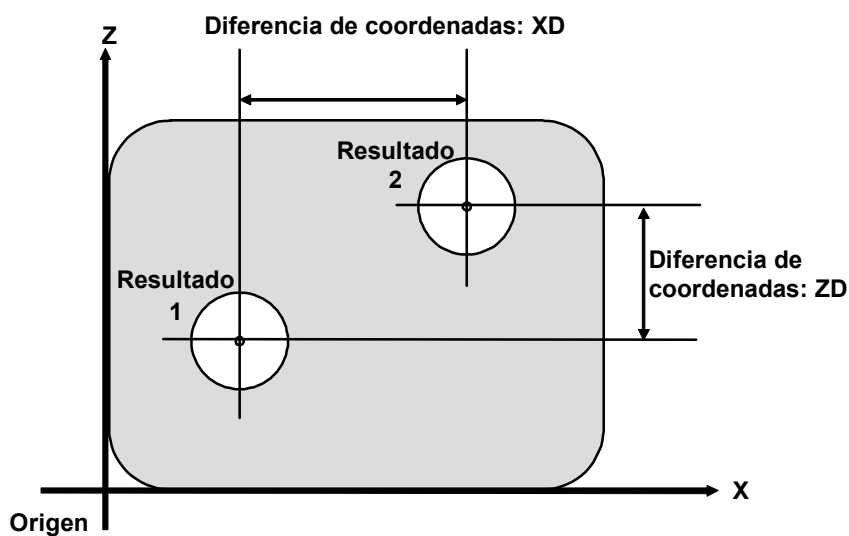 Diferencia de coordenadas: XD
Z
Resultado
2
Diferencia de
coordenadas: ZD
Resultado
1
X
Origen